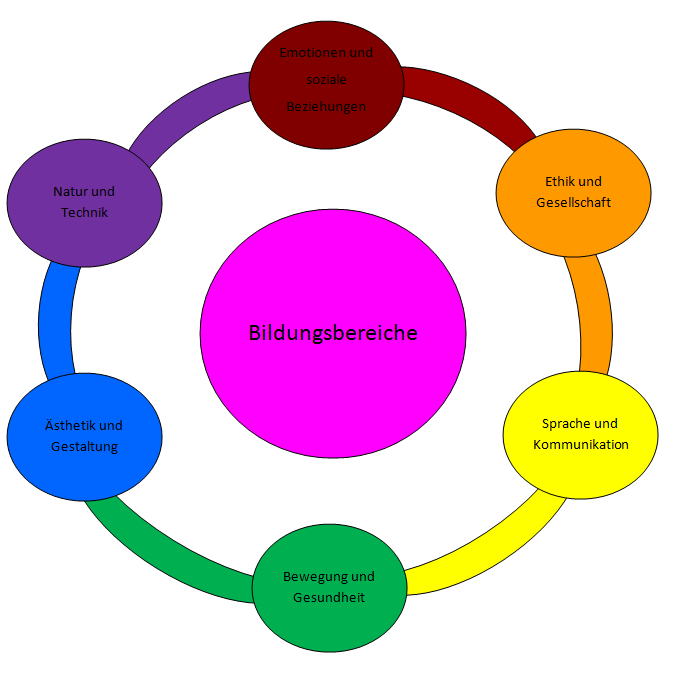 Emotionen und
soziale
Beziehungen
Ethik und
Gesellschaft
Sprache und
Kommunikation
Bewegung und
Gesundheit
Ästhetik und
Gestaltung
Natur und
Technik
Bildungsbereiche